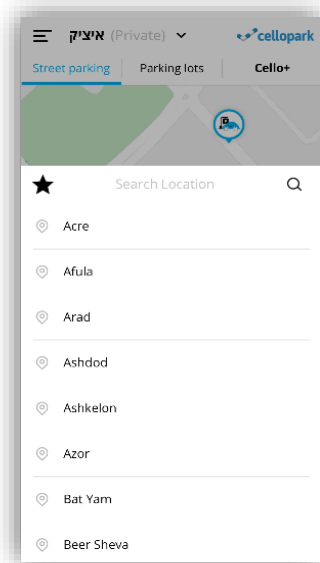 איציק (Private)
cellopark
Street parking
Parking lots
Cello+
Search Location
Acre
Afula
Arad
Ashdod
Ashkelon
Azor
Bat Yam
Beer Sheva